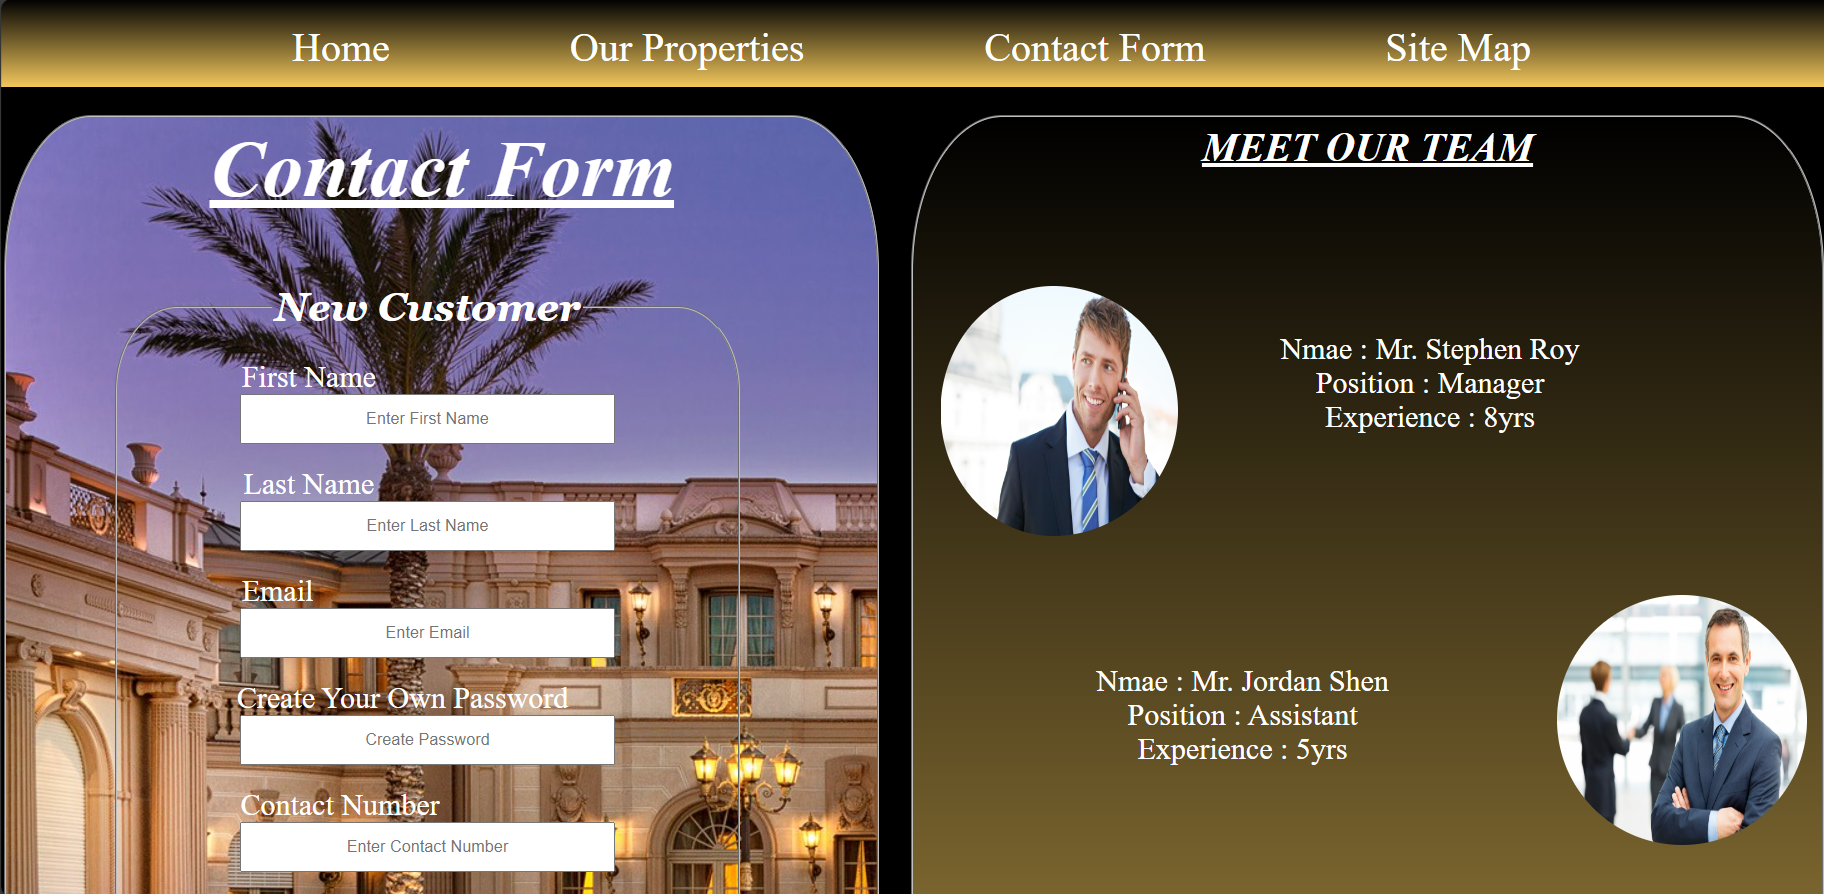 Home Our Properties Contact Form Site Map
Contact Form
New Customer
First Name
Enter First Name
Last Name
Enter Last Name
Email
Enter Email
Create Your Own Password
Create Password
Contact Number
Enter Contact Number
MEET OUR TEAM
Nmae : Mr. Stephen Roy
Position : Manager
Experience : 8yrs
Nmae : Mr. Jordan Shen
Position : Assistant
Experience : 5yrs